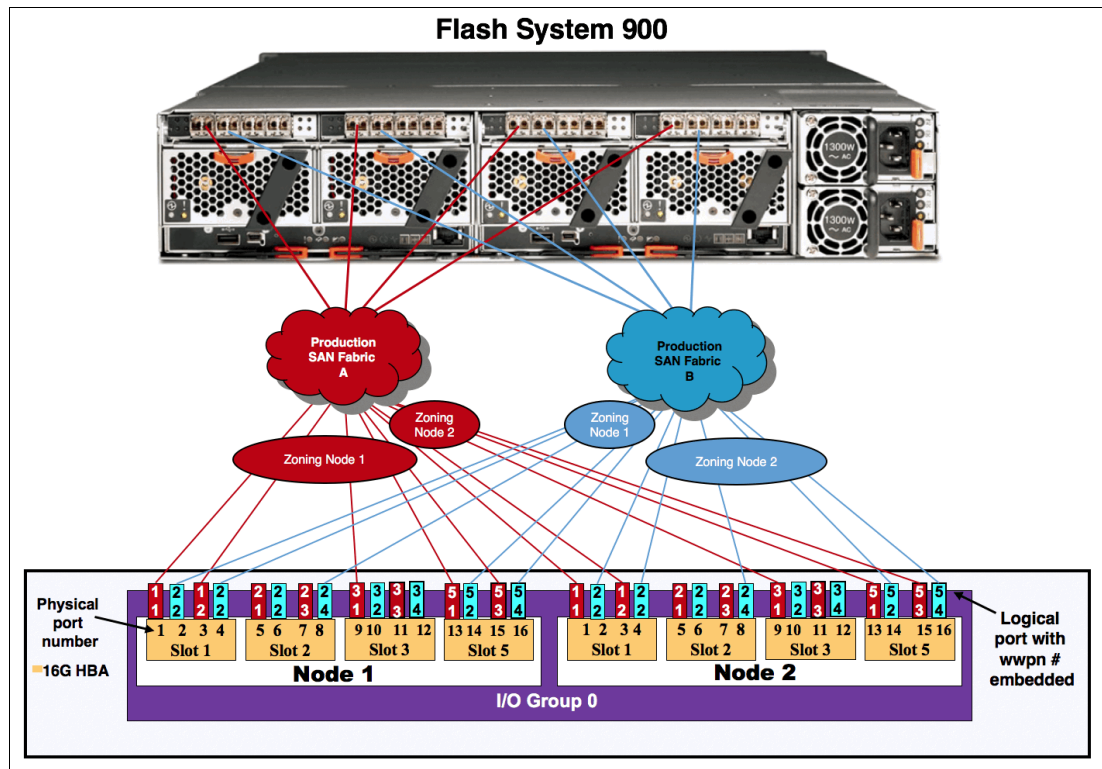 Flash System 900
1300W
AC
1300W
AC
Production
SAN Fabric
A
Production
SAN Fabric
B
Zoning
Node 2
Zoning
Node 1
Zoning Node 1
Zoning Node 2
Physical
port
number
16G HBA
1 2 1 2 2 2 2 2 3 3 3 3 5 5 5 5
1 2 2 2 1 2 3 4 1 2 3 4 1 2 3 4
1 2 3 4 5 6 7 8 9 10 11 12 13 14 15 16
Slot 1 Slot 2 Slot 3 Slot 5
Node 1
1 2 1 2 2 2 2 2 3 3 3 3 5 5 5 5
1 2 2 2 1 2 3 4 1 2 3 4 1 2 3 4
1 2 3 4 5 6 7 8 9 10 11 12 13 14 15 16
Slot 1 Slot 2 Slot 3 Slot 5
Node 2
I/O Group 0
Logical
port with
wwpn #
embedded